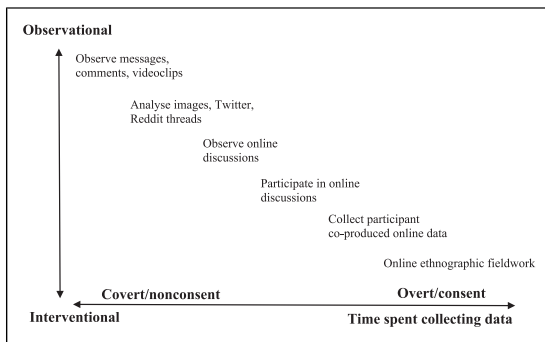 Observational
Observe messages,
comments, videoclips
Analyse images, Twitter,
Reddit threads
Observe online
discussions
Participate in online
discussions
Collect participant
co-produced online data
Online ethnographic fieldwork
Covert/nonconsent
Overt/consent
Interventional
Time spent collecting data